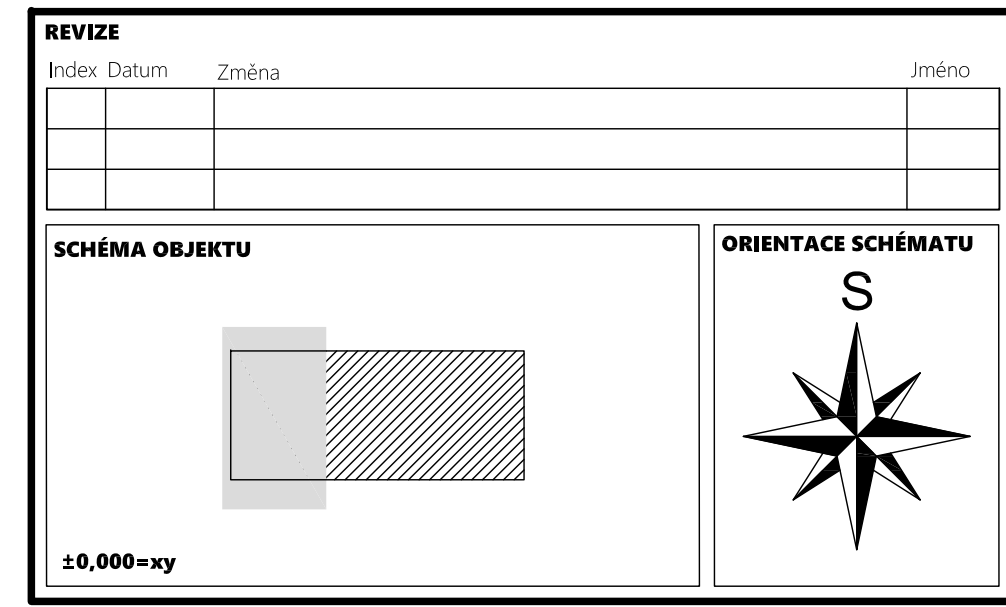 REVIZE
Index Datum Změna Jméno
SCHÉMA OBJEKTU
±0,000=xy
ORIENTACE SCHÉMATU
S